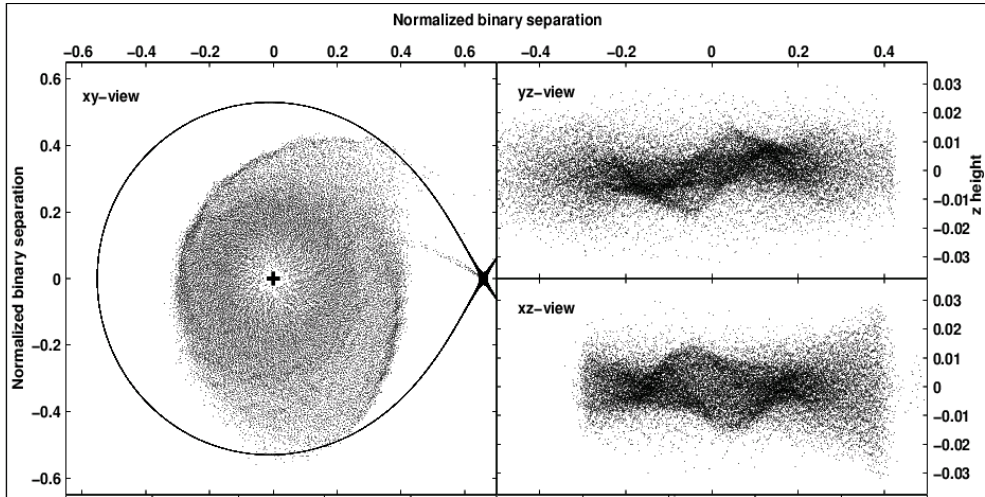 Normalized binary separation
−0.6 −0.4 −0.2 0 0.2 0.4 0.6
−0.4 −0.2 0 0.2 0.4
xy−view
0.6
0.4
0.2
0
−0.2
−0.4
−0.6
Normalized binary separation
yz−view
0.03
0.02
0.01
0
−0.01
−0.02
−0.03
z height
xz−view
0.03
0.02
0.01
0
−0.01
−0.02
−0.03